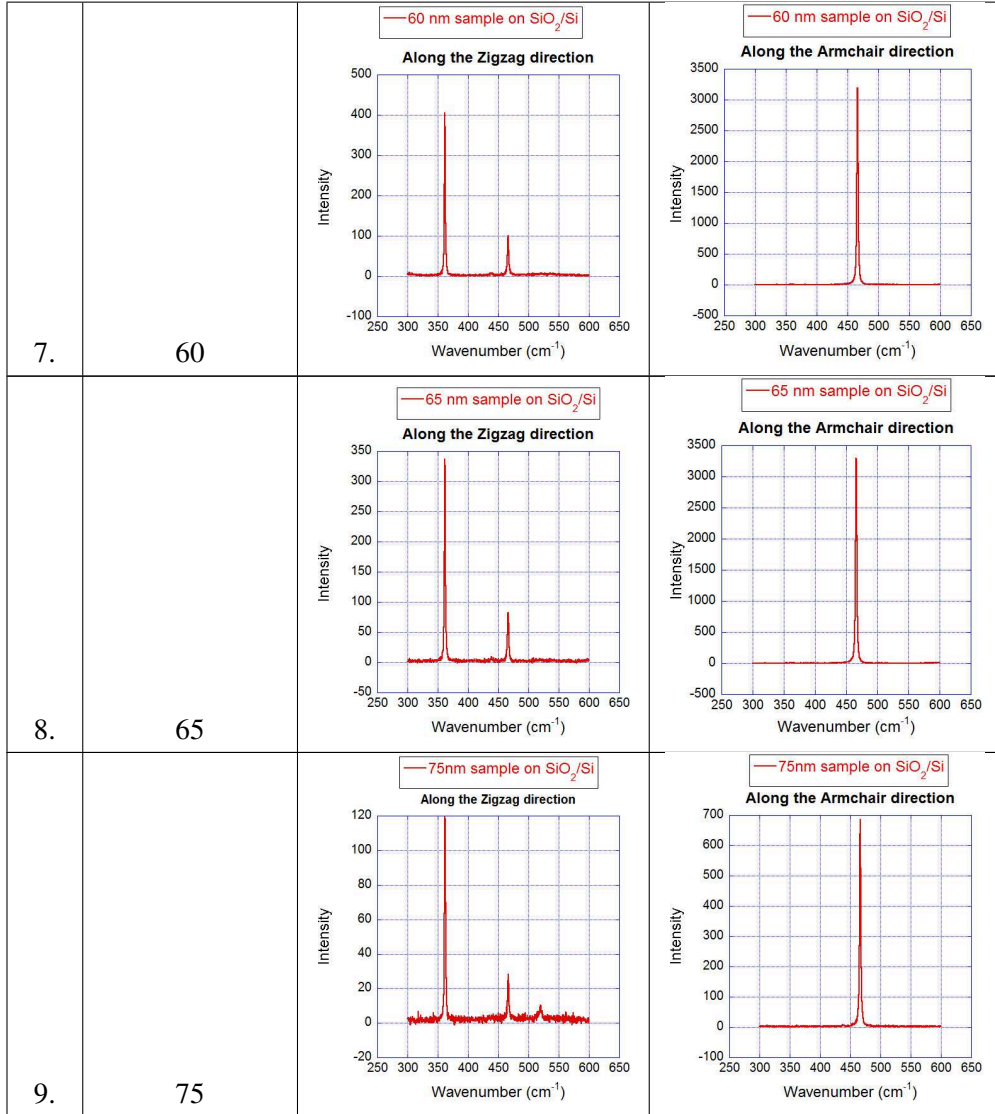 60 nm sample on SiO₂/Si
Along the Zigzag direction
500
400
300
200
100
0
-100
250 300 350 400 450 500 550 600 650
Intensity
Wavenumber (cm⁻¹)
60 nm sample on SiO₂/Si
Along the Armchair direction
3500
3000
2500
2000
1500
1000
500
0
-500
250 300 350 400 450 500 550 600 650
Intensity
Wavenumber (cm⁻¹)
7. 60
65 nm sample on SiO₂/Si
Along the Zigzag direction
350
300
250
200
150
100
50
0
-50
250 300 350 400 450 500 550 600 650
Intensity
Wavenumber (cm⁻¹)
65 nm sample on SiO₂/Si
Along the Armchair direction
3500
3000
2500
2000
1500
1000
500
0
-500
250 300 350 400 450 500 550 600 650
Intensity
Wavenumber (cm⁻¹)
8. 65
75nm sample on SiO₂/Si
Along the Zigzag direction
120
100
80
60
40
20
0
-20
250 300 350 400 450 500 550 600 650
Intensity
Wavenumber (cm⁻¹)
75nm sample on SiO₂/Si
Along the Armchair direction
700
600
500
400
300
200
100
0
-100
250 300 350 400 450 500 550 600 650
Intensity
Wavenumber (cm⁻¹)
9. 75